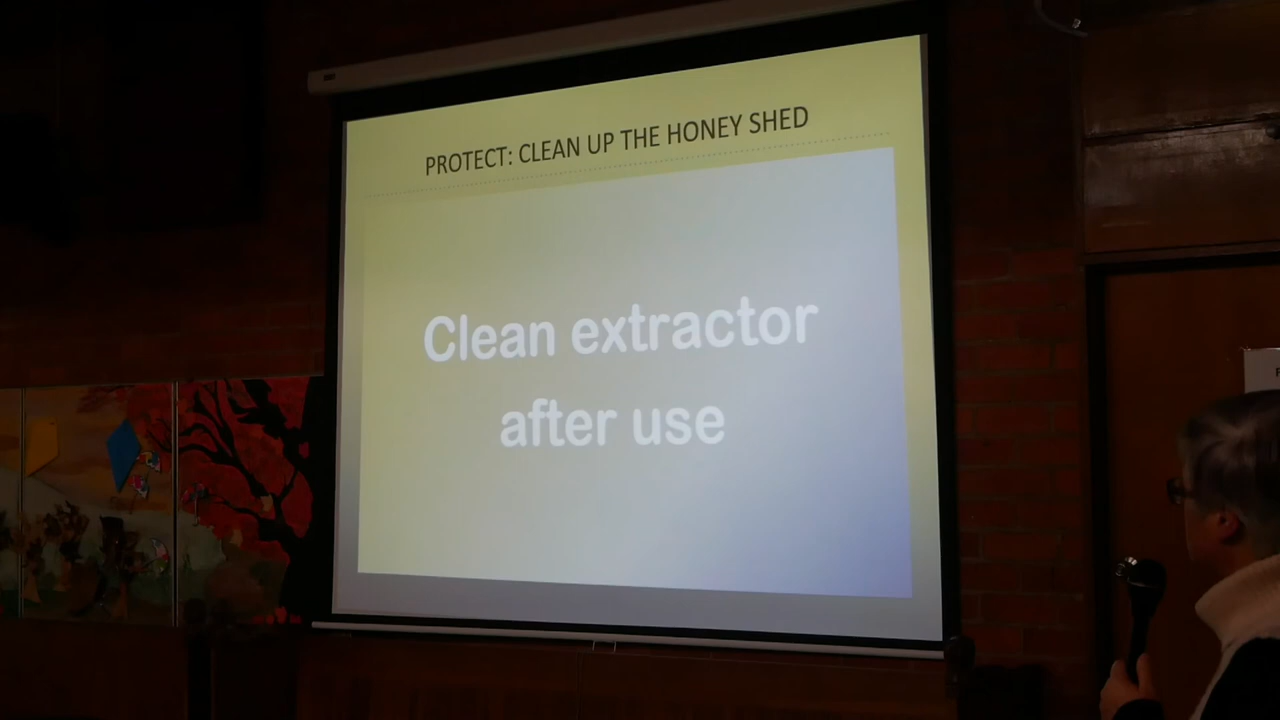 PROTECT: CLEAN UP THE HONEY SHED
Clean extractor
after use